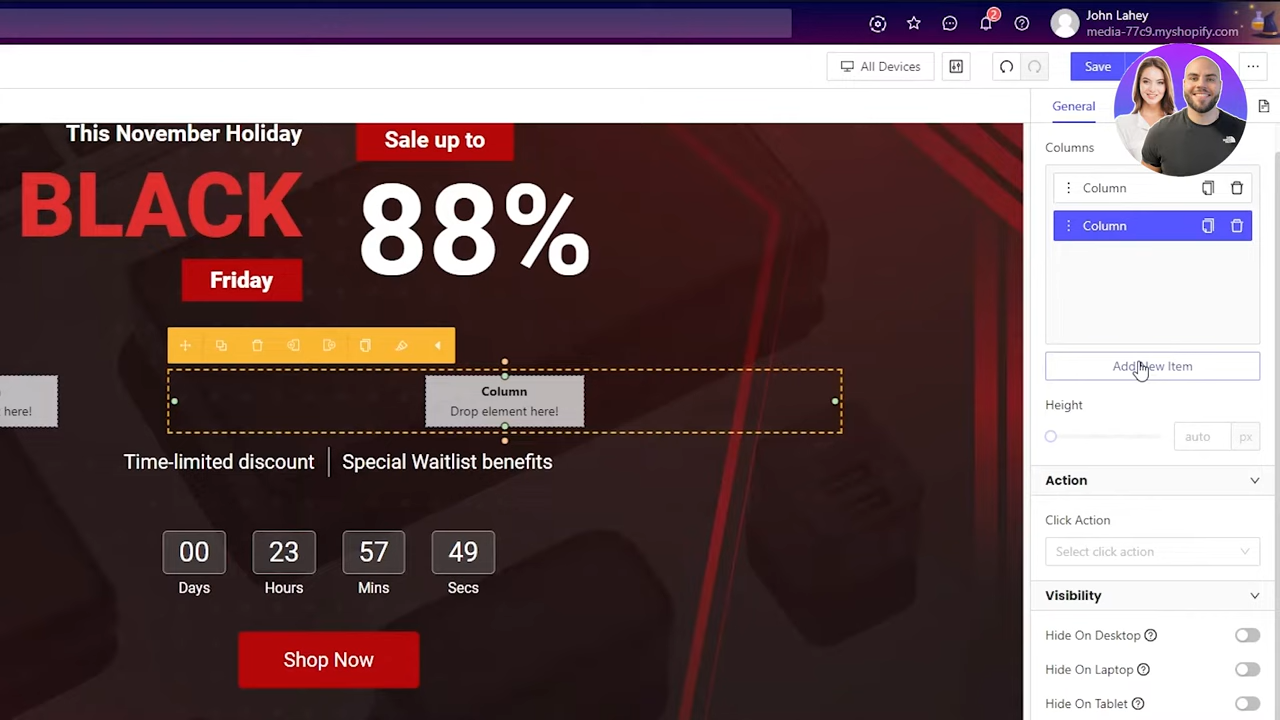 2
John Lahey
media-77c9.myshopify.com
All Devices
Save
General
Columns
Column
Column
Add New Item
Height
auto
px
Action
Click Action
Select click action
Visibility
Hide On Desktop
Hide On Laptop
Hide On Tablet
This November Holiday
BLACK
Friday
Sale up to
88%
here!
Column
Drop element here!
Time-limited discount
Special Waitlist benefits
00 23 57 49
Days Hours Mins Secs
Shop Now